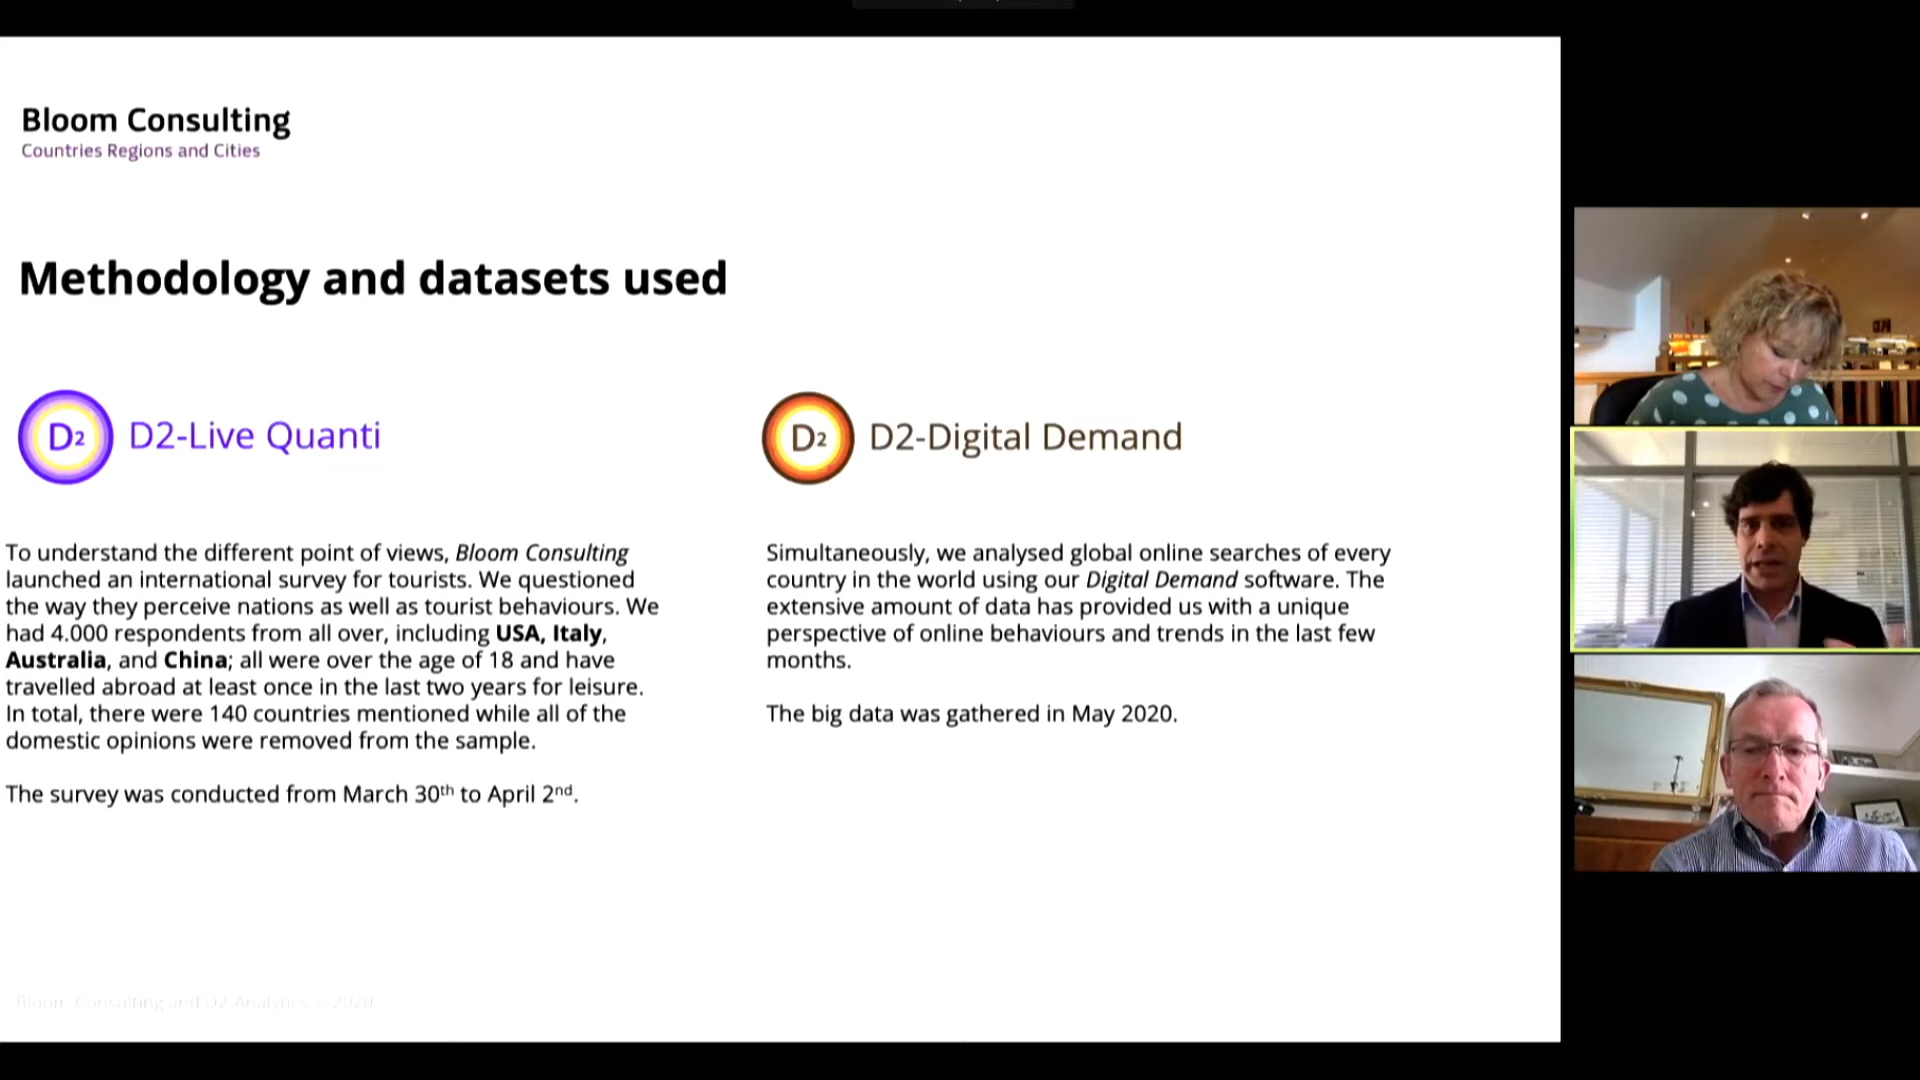 Bloom Consulting
Countries Regions and Cities
Methodology and datasets used
D2 D2-Live Quanti
To understand the different point of views, Bloom Consulting
launched an international survey for tourists. We questioned
the way they perceive nations as well as tourist behaviours. We
had 4.000 respondents from all over, including USA, Italy,
Australia, and China; all were over the age of 18 and have
travelled abroad at least once in the last two years for leisure.
In total, there were 140 countries mentioned while all of the
domestic opinions were removed from the sample.
The survey was conducted from March 30th to April 2nd.
D2 D2-Digital Demand
Simultaneously, we analysed global online searches of every
country in the world using our Digital Demand software. The
extensive amount of data has provided us with a unique
perspective of online behaviours and trends in the last few
months.
The big data was gathered in May 2020.
Bloom Consulting and D2 Analytics 2020